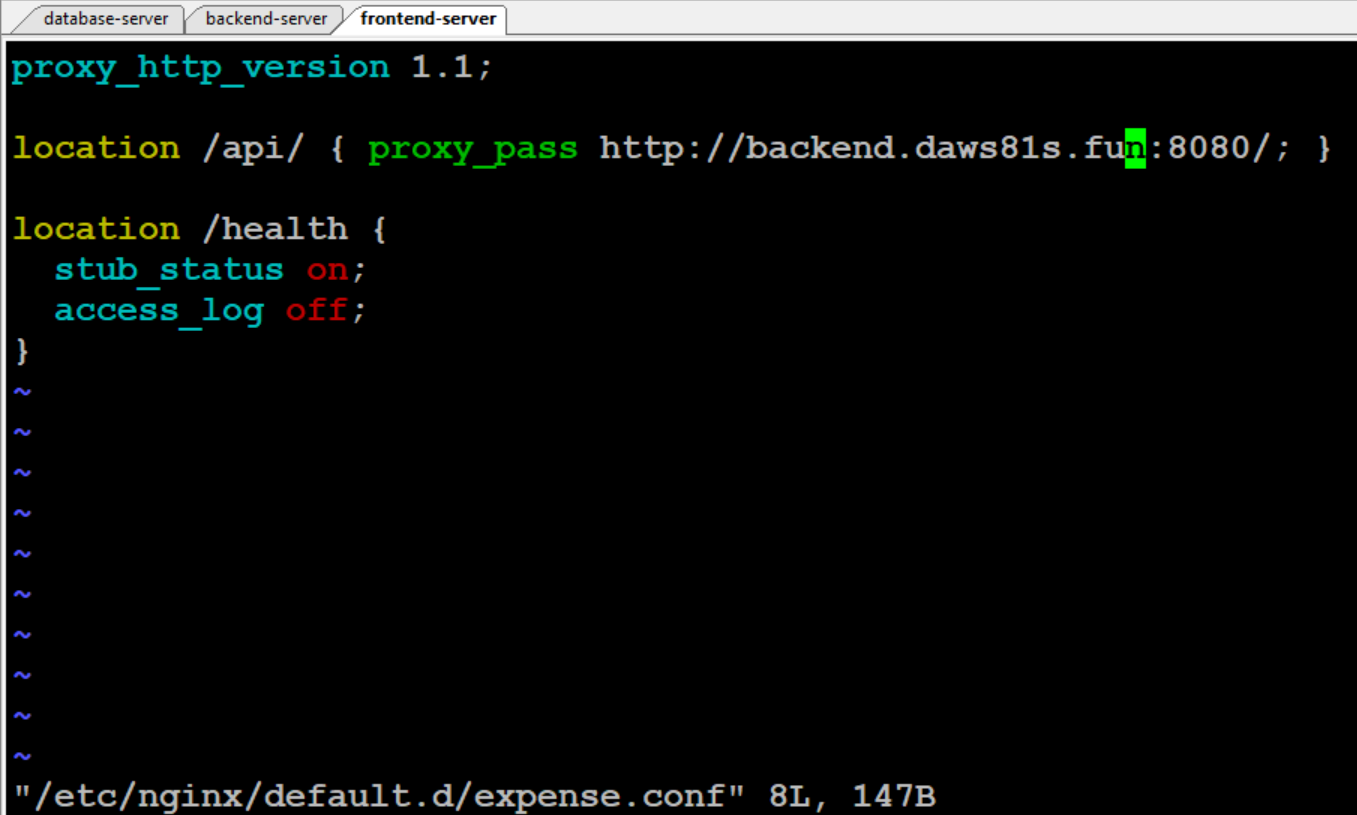 database-server backend-server frontend-server
proxy_http_version 1.1;
location /api/ { proxy_pass http://backend.daws81s.fun:8080/; }
location /health {
  stub_status on;
  access_log off;
}
~
~
~
~
~
~
~
~
~
~
"/etc/nginx/default.d/expense.conf" 8L, 147B